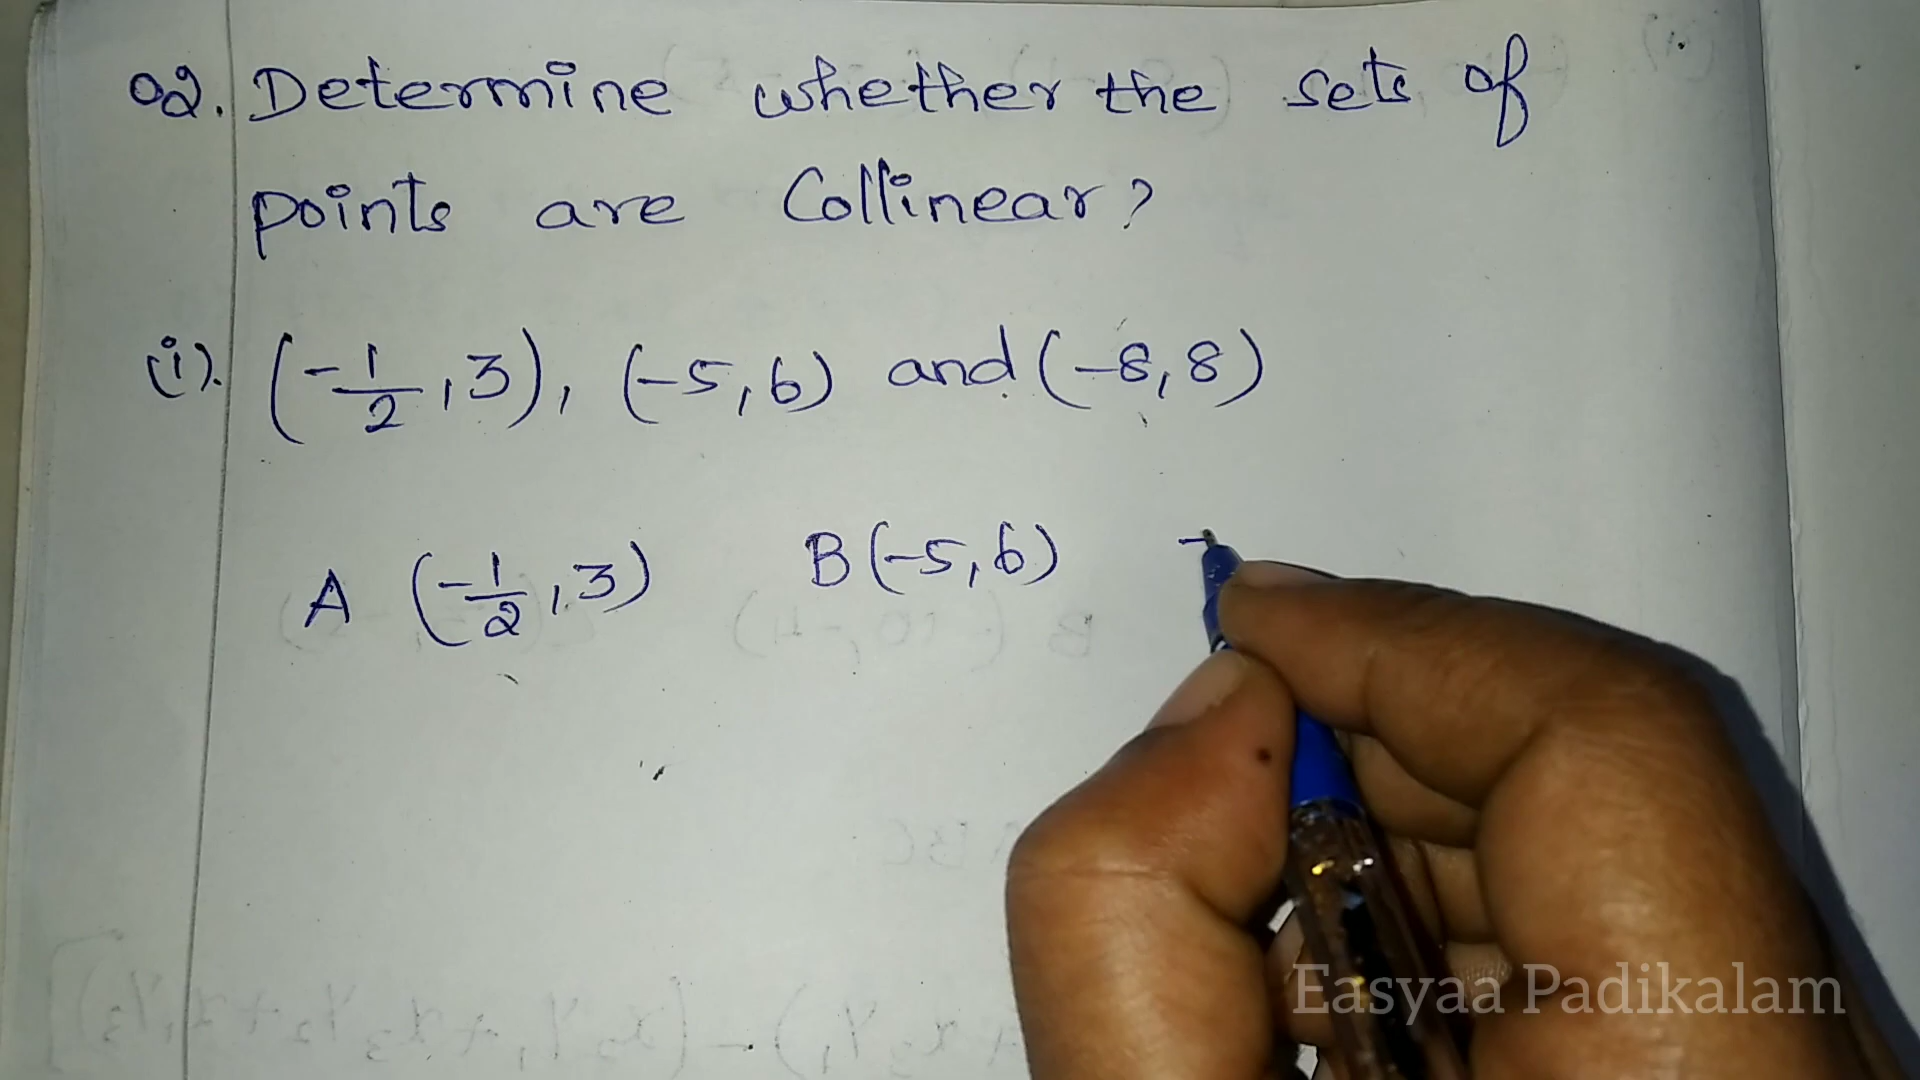 Q2. Determine whether the sets of
points are Collinear?
(i). (-1/2, 3), (-5, 6) and (-8, 8)
A (-1/2, 3) B (-5, 6) -
Easyaa Padikalam